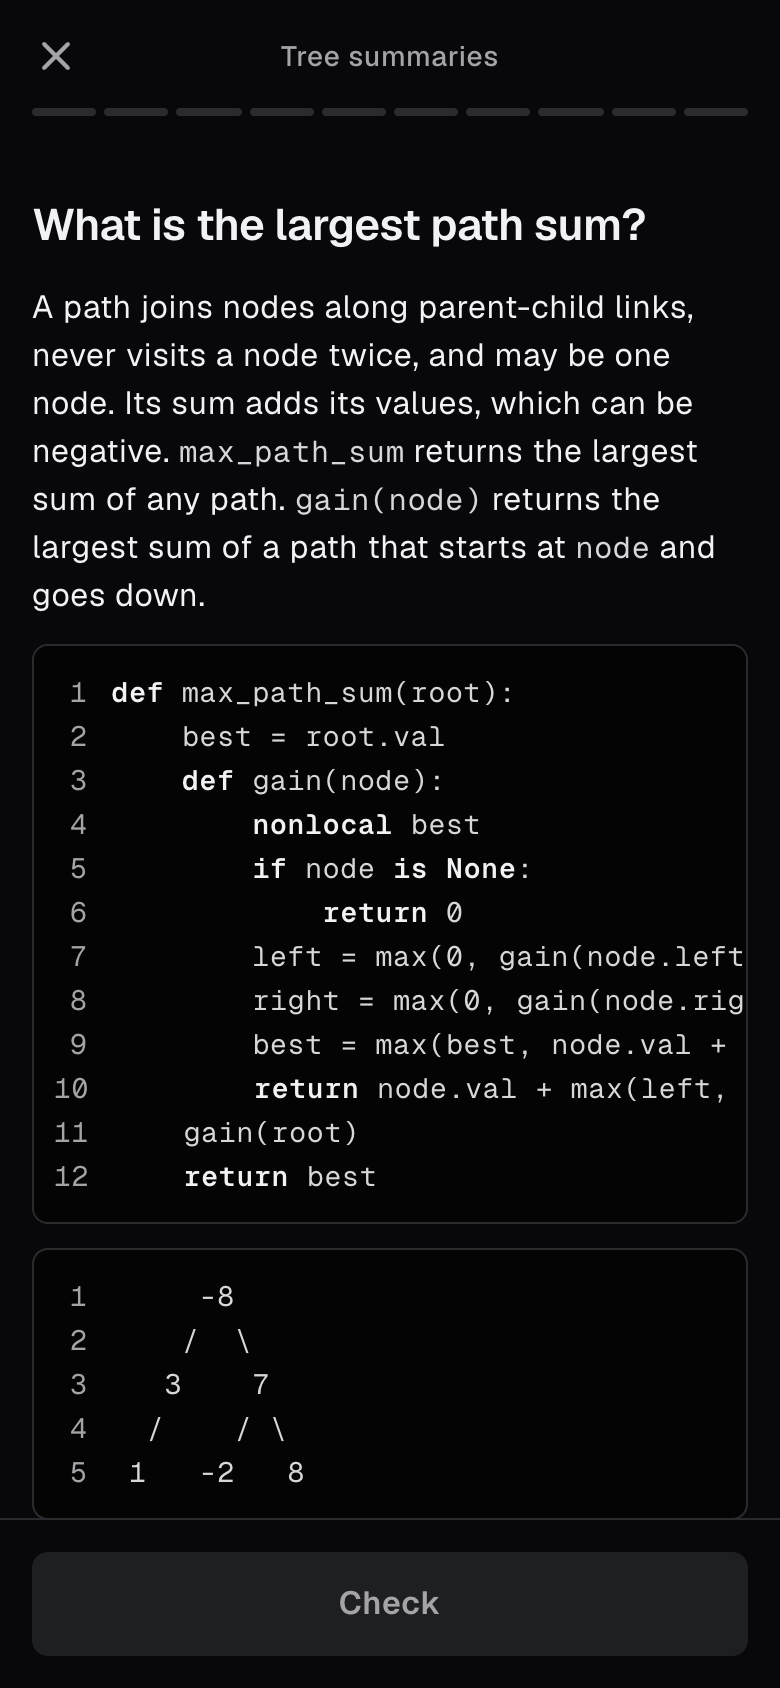 Tree summaries
What is the largest path sum?
A path joins nodes along parent-child links,
never visits a node twice, and may be one
node. Its sum adds its values, which can be
negative. max_path_sum returns the largest
sum of any path. gain(node) returns the
largest sum of a path that starts at node and
goes down.
1 def max_path_sum(root):
2     best = root.val
3     def gain(node):
4         nonlocal best
5         if node is None:
6             return 0
7         left = max(0, gain(node.left
8         right = max(0, gain(node.rig
9         best = max(best, node.val +
10         return node.val + max(left,
11     gain(root)
12     return best
1      -8
2     /  \
3    3    7
4   /    / \
5  1   -2   8
Check